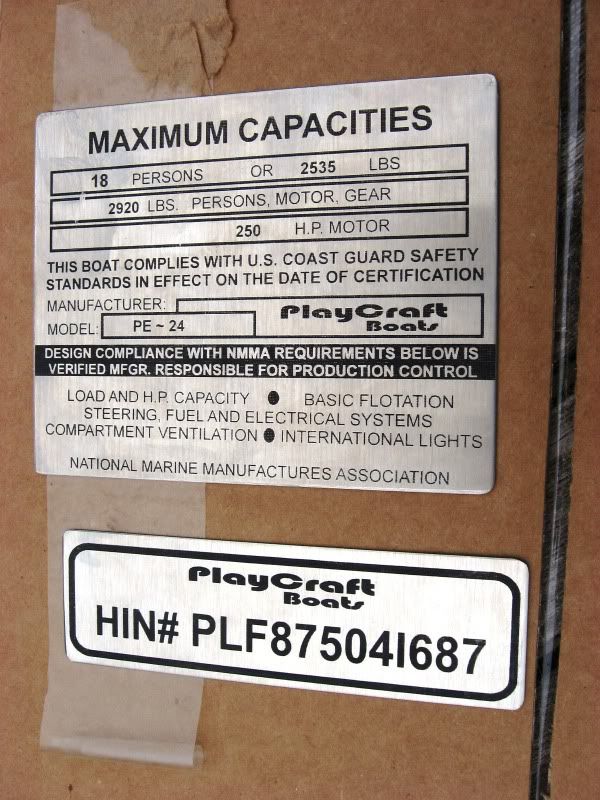 MAXIMUM CAPACITIES
18 PERSONS OR 2535 LBS
2920 LBS. PERSONS, MOTOR, GEAR
250 H.P. MOTOR
THIS BOAT COMPLIES WITH U.S. COAST GUARD SAFETY
STANDARDS IN EFFECT ON THE DATE OF CERTIFICATION
MANUFACTURER: PlayCraft
MODEL: PE ~ 24 Boats
DESIGN COMPLIANCE WITH NMMA REQUIREMENTS BELOW IS
VERIFIED MFGR. RESPONSIBLE FOR PRODUCTION CONTROL
LOAD AND H.P. CAPACITY ● BASIC FLOTATION
STEERING, FUEL AND ELECTRICAL SYSTEMS
COMPARTMENT VENTILATION ● INTERNATIONAL LIGHTS
NATIONAL MARINE MANUFACTURES ASSOCIATION
PlayCraft
Boats
HIN# PLF87504I687